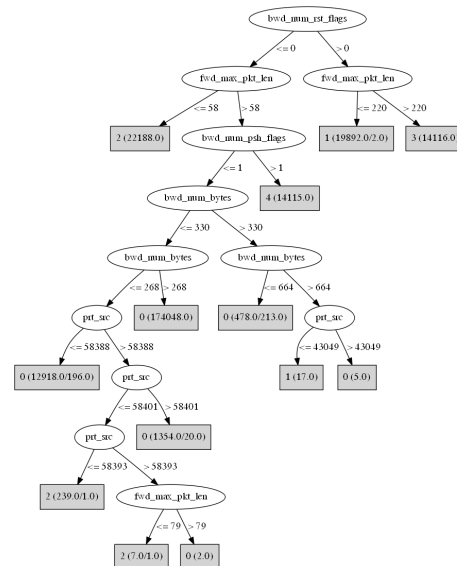 bwd_num_rst_flags
<= 0 > 0
fwd_max_pkt_len fwd_max_pkt_len
<= 58 > 58 <= 220 > 220
2 (22188.0) bwd_num_psh_flags 1 (19892.0/2.0) 3 (14116.0)
<= 1 > 1
bwd_num_bytes 4 (14115.0)
<= 330 > 330
bwd_num_bytes bwd_num_bytes
<= 268 > 268 <= 664 > 664
prt_src 0 (174048.0) 0 (478.0/213.0) prt_src
<= 58388 > 58388 <= 43049 > 43049
0 (12918.0/196.0) prt_src 1 (17.0) 0 (5.0)
<= 58401 > 58401
prt_src 0 (1354.0/20.0)
<= 58393 > 58393
2 (239.0/1.0) fwd_max_pkt_len
<= 79 > 79
2 (7.0/1.0) 0 (2.0)